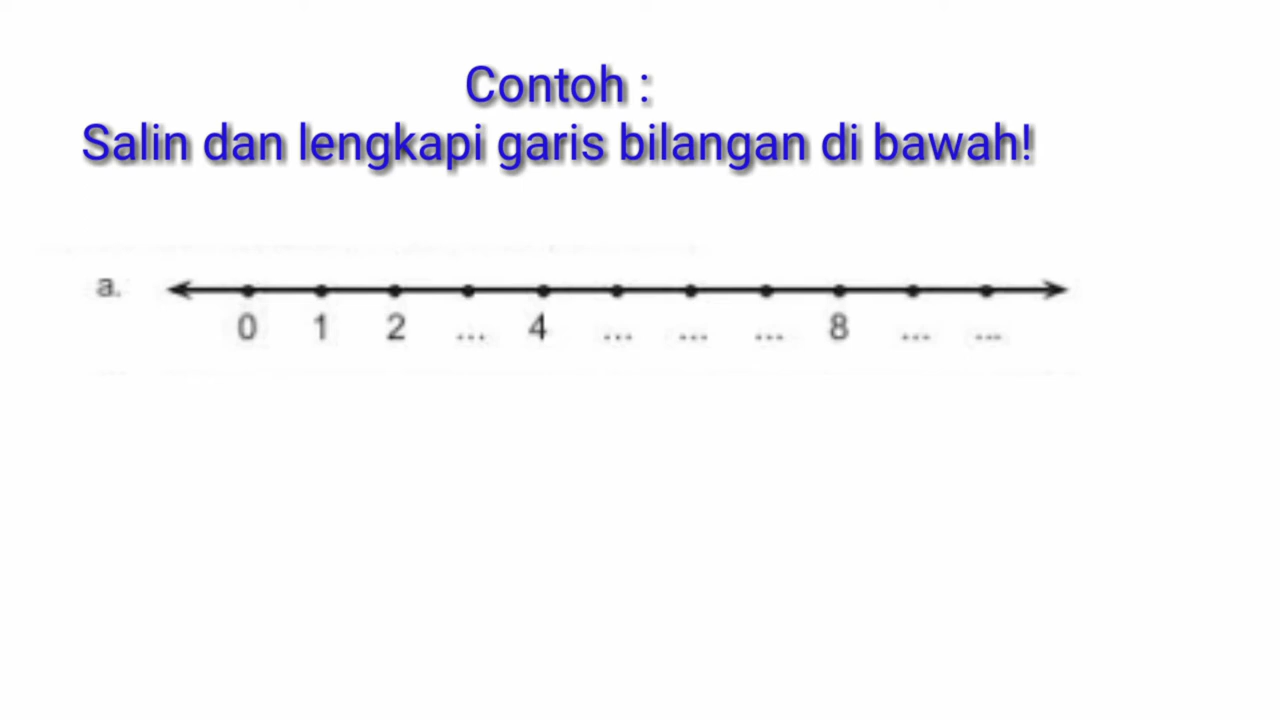 Contoh :
Salin dan lengkapi garis bilangan di bawah!
a.
0 1 2 ... 4 ... ... ... 8 ... ...